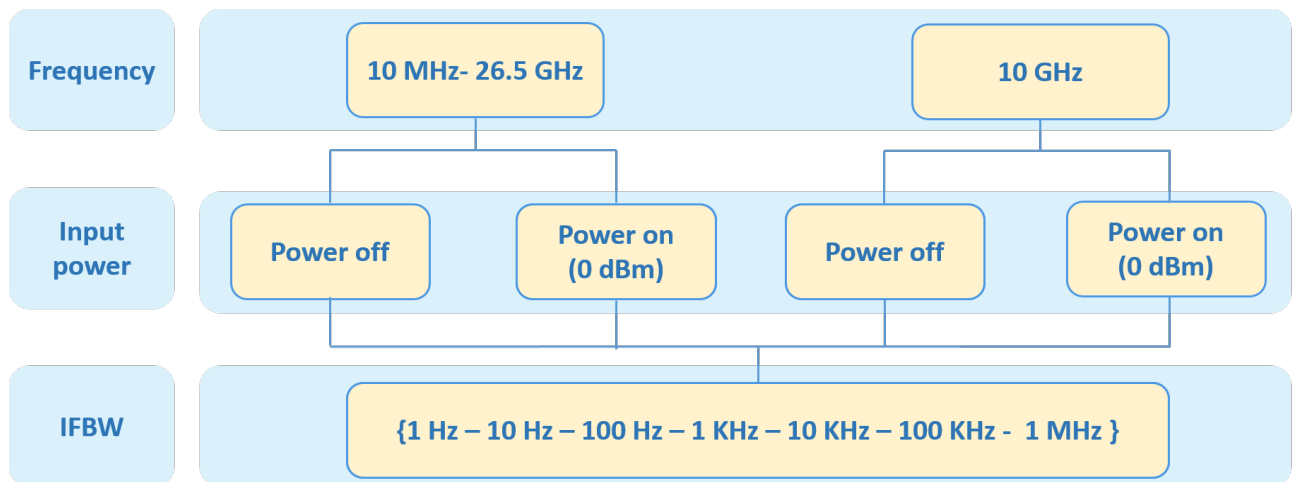 Frequency
10 MHz- 26.5 GHz
10 GHz
Input
power
Power off
Power on
(0 dBm)
Power off
Power on
(0 dBm)
IFBW
{1 Hz – 10 Hz – 100 Hz – 1 KHz – 10 KHz – 100 KHz -  1 MHz }